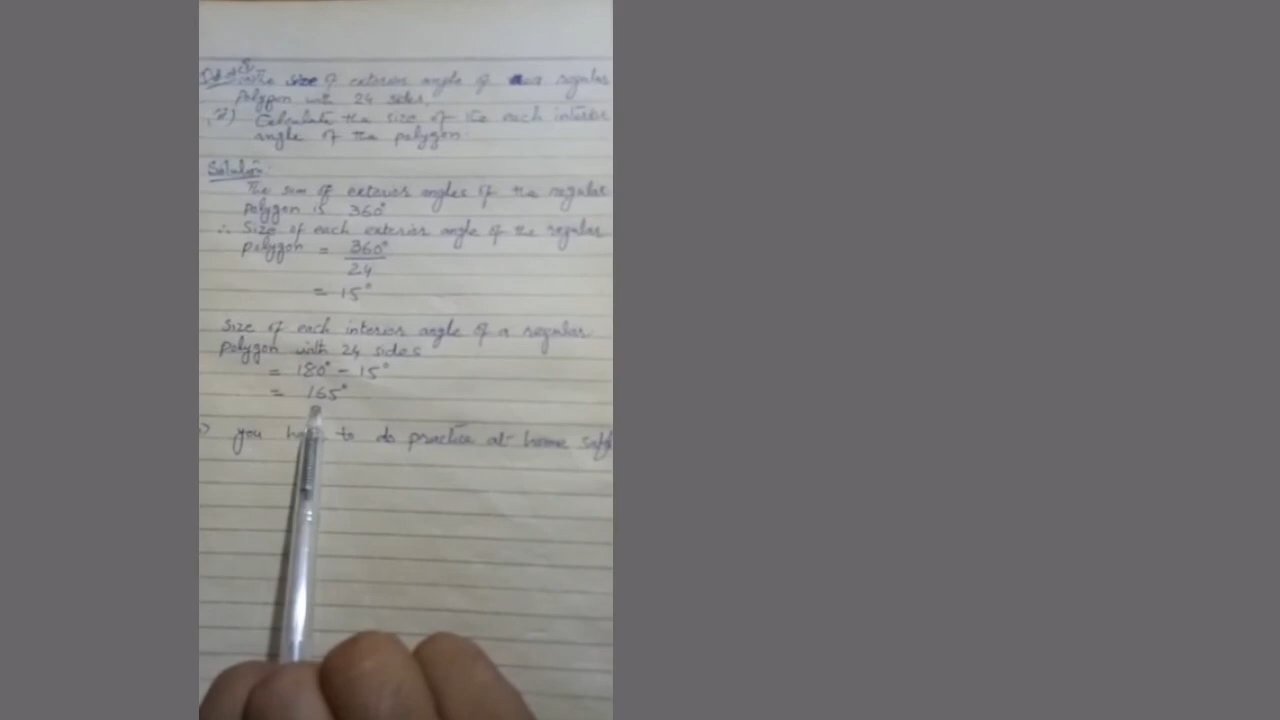 the size of exterior angle of a regular
polygon with 24 sides.
2) Calculate the size of the each interior
angle of the polygon.
Solution:
The sum of exterior angles of the regular
polygon is 360°
∴ Size of each exterior angle of the regular
polygon = 360°
24
= 15°
Size of each interior angle of a regular
polygon with 24 sides
= 180° - 15°
= 165°
you have to do practice at home